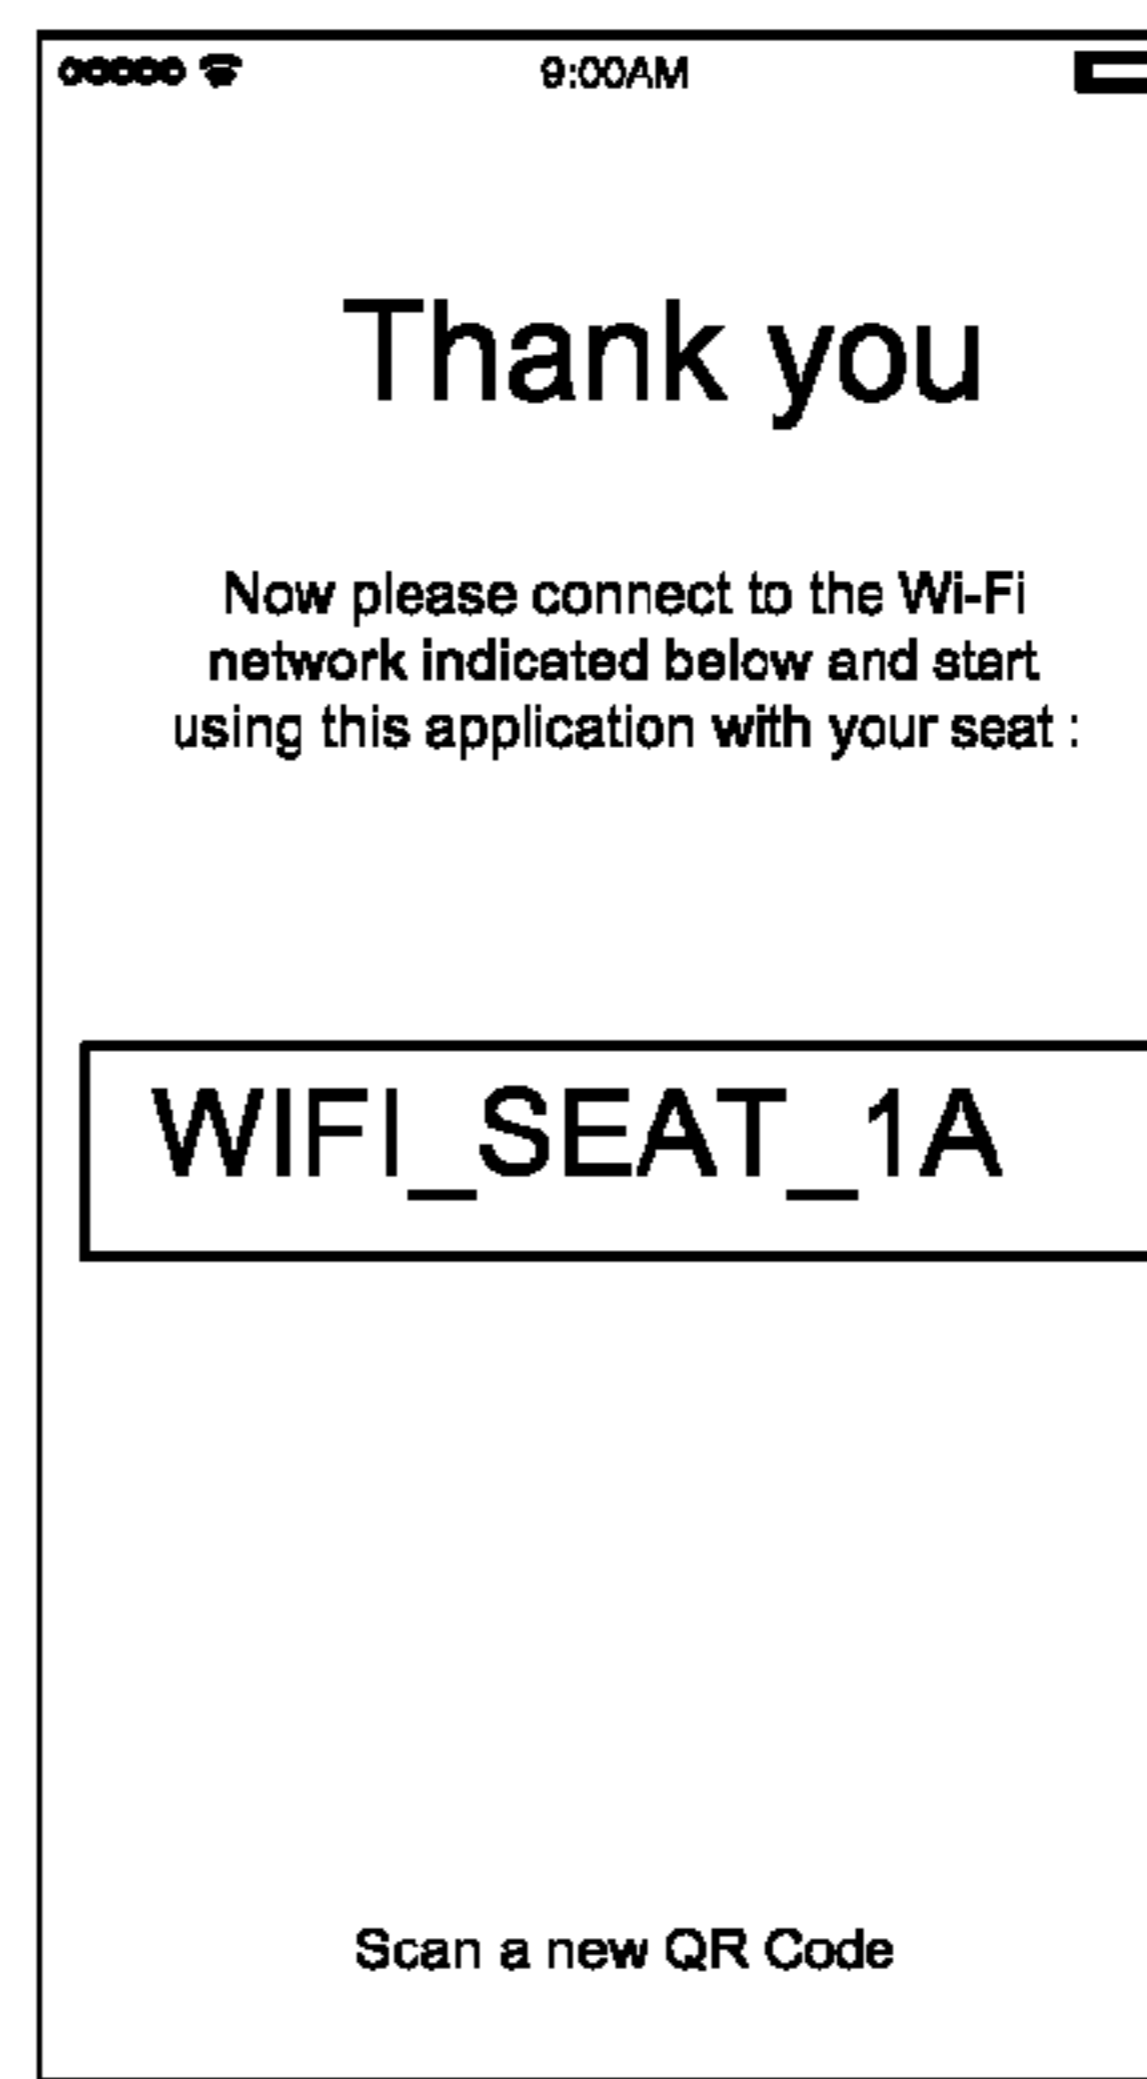 9:00AM
Thank you
Now please connect to the Wi-Fi
network indicated below and start
using this application with your seat :
WIFI_SEAT_1A
Scan a new QR Code